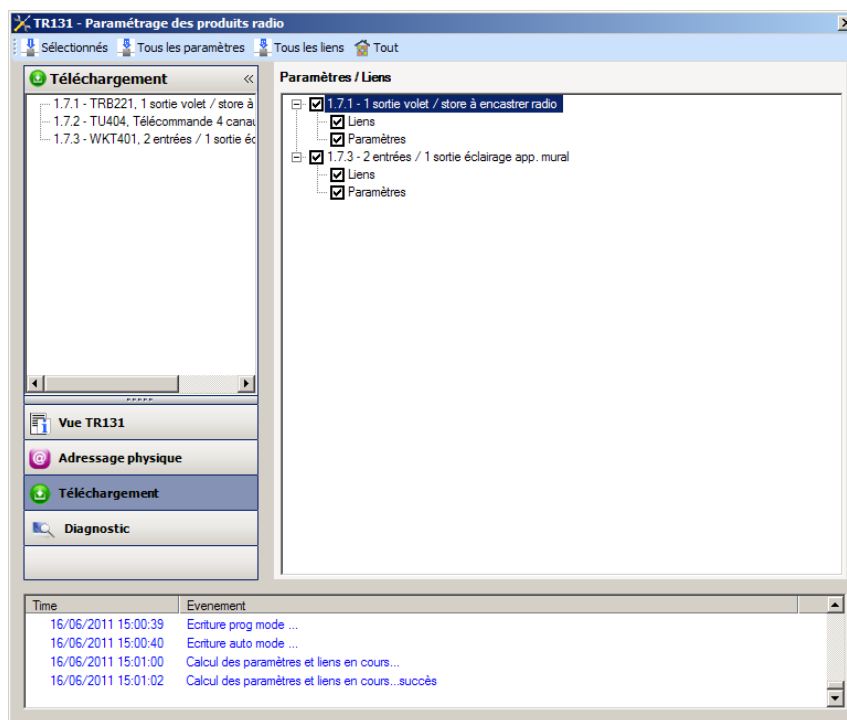 TR131 - Paramétrage des produits radio
Sélectionnés Tous les paramètres Tous les liens Tout
Téléchargement
1.7.1 - TRB221, 1 sortie volet / store à
1.7.2 - TU404, Télécommande 4 canau
1.7.3 - WKT401, 2 entrées / 1 sortie éc
Vue TR131
Adressage physique
Téléchargement
Diagnostic
Paramètres / Liens
1.7.1 - 1 sortie volet / store à encastrer radio
Liens
Paramètres
1.7.3 - 2 entrées / 1 sortie éclairage app. mural
Liens
Paramètres
Time Evenement
16/06/2011 15:00:39 Ecriture prog mode ...
16/06/2011 15:00:40 Ecriture auto mode ...
16/06/2011 15:01:00 Calcul des paramètres et liens en cours...
16/06/2011 15:01:02 Calcul des paramètres et liens en cours...succès